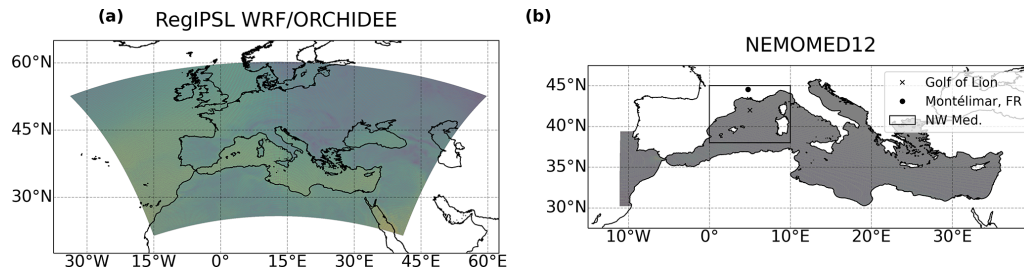 (a) RegIPSL WRF/ORCHIDEE
60°N
45°N
30°N
30°W 15°W 0° 15°E 30°E 45°E 60°E
(b)
NEMOMED12
45°N
40°N
35°N
30°N
10°W 0° 10°E 20°E 30°E
Golf of Lion
Montélimar, FR
NW Med.